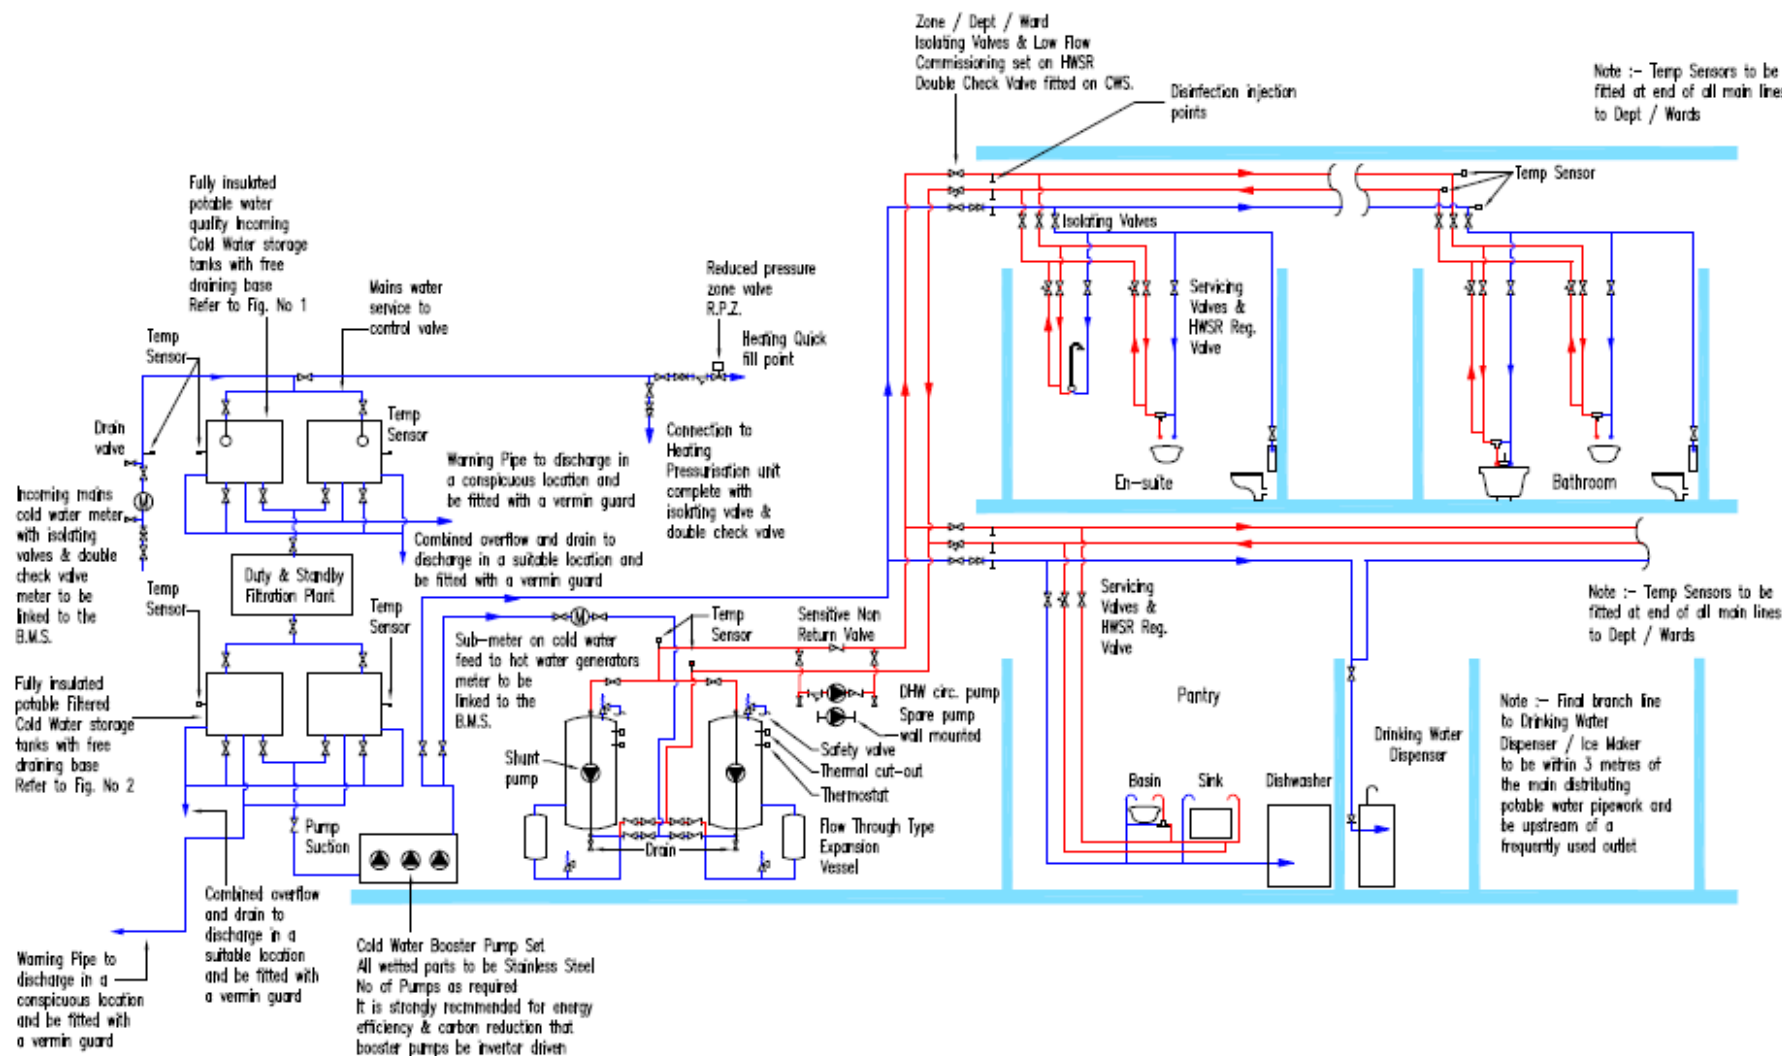 Zone / Dept / Ward
Isolating Valves & Low Flow
Commissioning set on HWSR
Double Check Valve fitted on CWS.
Disinfection injection
points
Note :- Temp Sensors to be
fitted at end of all main lines
to Dept / Wards
Fully insulated
potable water
quality Incoming
Cold Water storage
tanks with free
draining base
Refer to Fig. No 1
Mains water
service to
control valve
Reduced pressure
zone valve
R.P.Z.
Heating Quick
fill point
Temp
Sensor
Temp Sensor
Isolating Valves
Servicing
Valves &
HWSR Reg.
Valve
Drain
valve
Temp
Sensor
Connection to
Heating
Pressurisation unit
complete with
isolating valve &
double check valve
Warning Pipe to discharge in
a conspicuous location and
be fitted with a vermin guard
Incoming mains
cold water meter
with isolating
valves & double
check valve
meter to be
linked to the
B.M.S.
M
En-suite
Bathroom
Combined overflow and drain to
discharge in a suitable location and
be fitted with a vermin guard
Duty & Standby
Filtration Plant
Temp
Sensor
Temp
Sensor
M
Sub-meter on cold water
feed to hot water generators
meter to be
linked to the
B.M.S.
Temp
Sensor
Sensitive Non
Return Valve
Servicing
Valves &
HWSR Reg.
Valve
Note :- Temp Sensors to be
fitted at end of all main lines
to Dept / Wards
Fully insulated
potable Filtered
Cold Water storage
tanks with free
draining base
Refer to Fig. No 2
DHW circ. pump
Spare pump
wall mounted
Pantry
Note :- Final branch line
to Drinking Water
Dispenser / Ice Maker
to be within 3 metres of
the main distributing
potable water pipework and
be upstream of a
frequently used outlet
Drinking Water
Dispenser
Shunt
pump
Safety valve
Thermal cut-out
Thermostat
Basin
Sink
Dishwasher
Pump
Suction
Drain
Flow Through Type
Expansion
Vessel
Combined overflow
and drain to
discharge in a
suitable location
and be fitted with
a vermin guard
Warning Pipe to
discharge in a
conspicuous location
and be fitted with
a vermin guard
Cold Water Booster Pump Set
All wetted parts to be Stainless Steel
No of Pumps as required
It is strongly recmmended for energy
efficiency & carbon reduction that
booster pumps be invertor driven